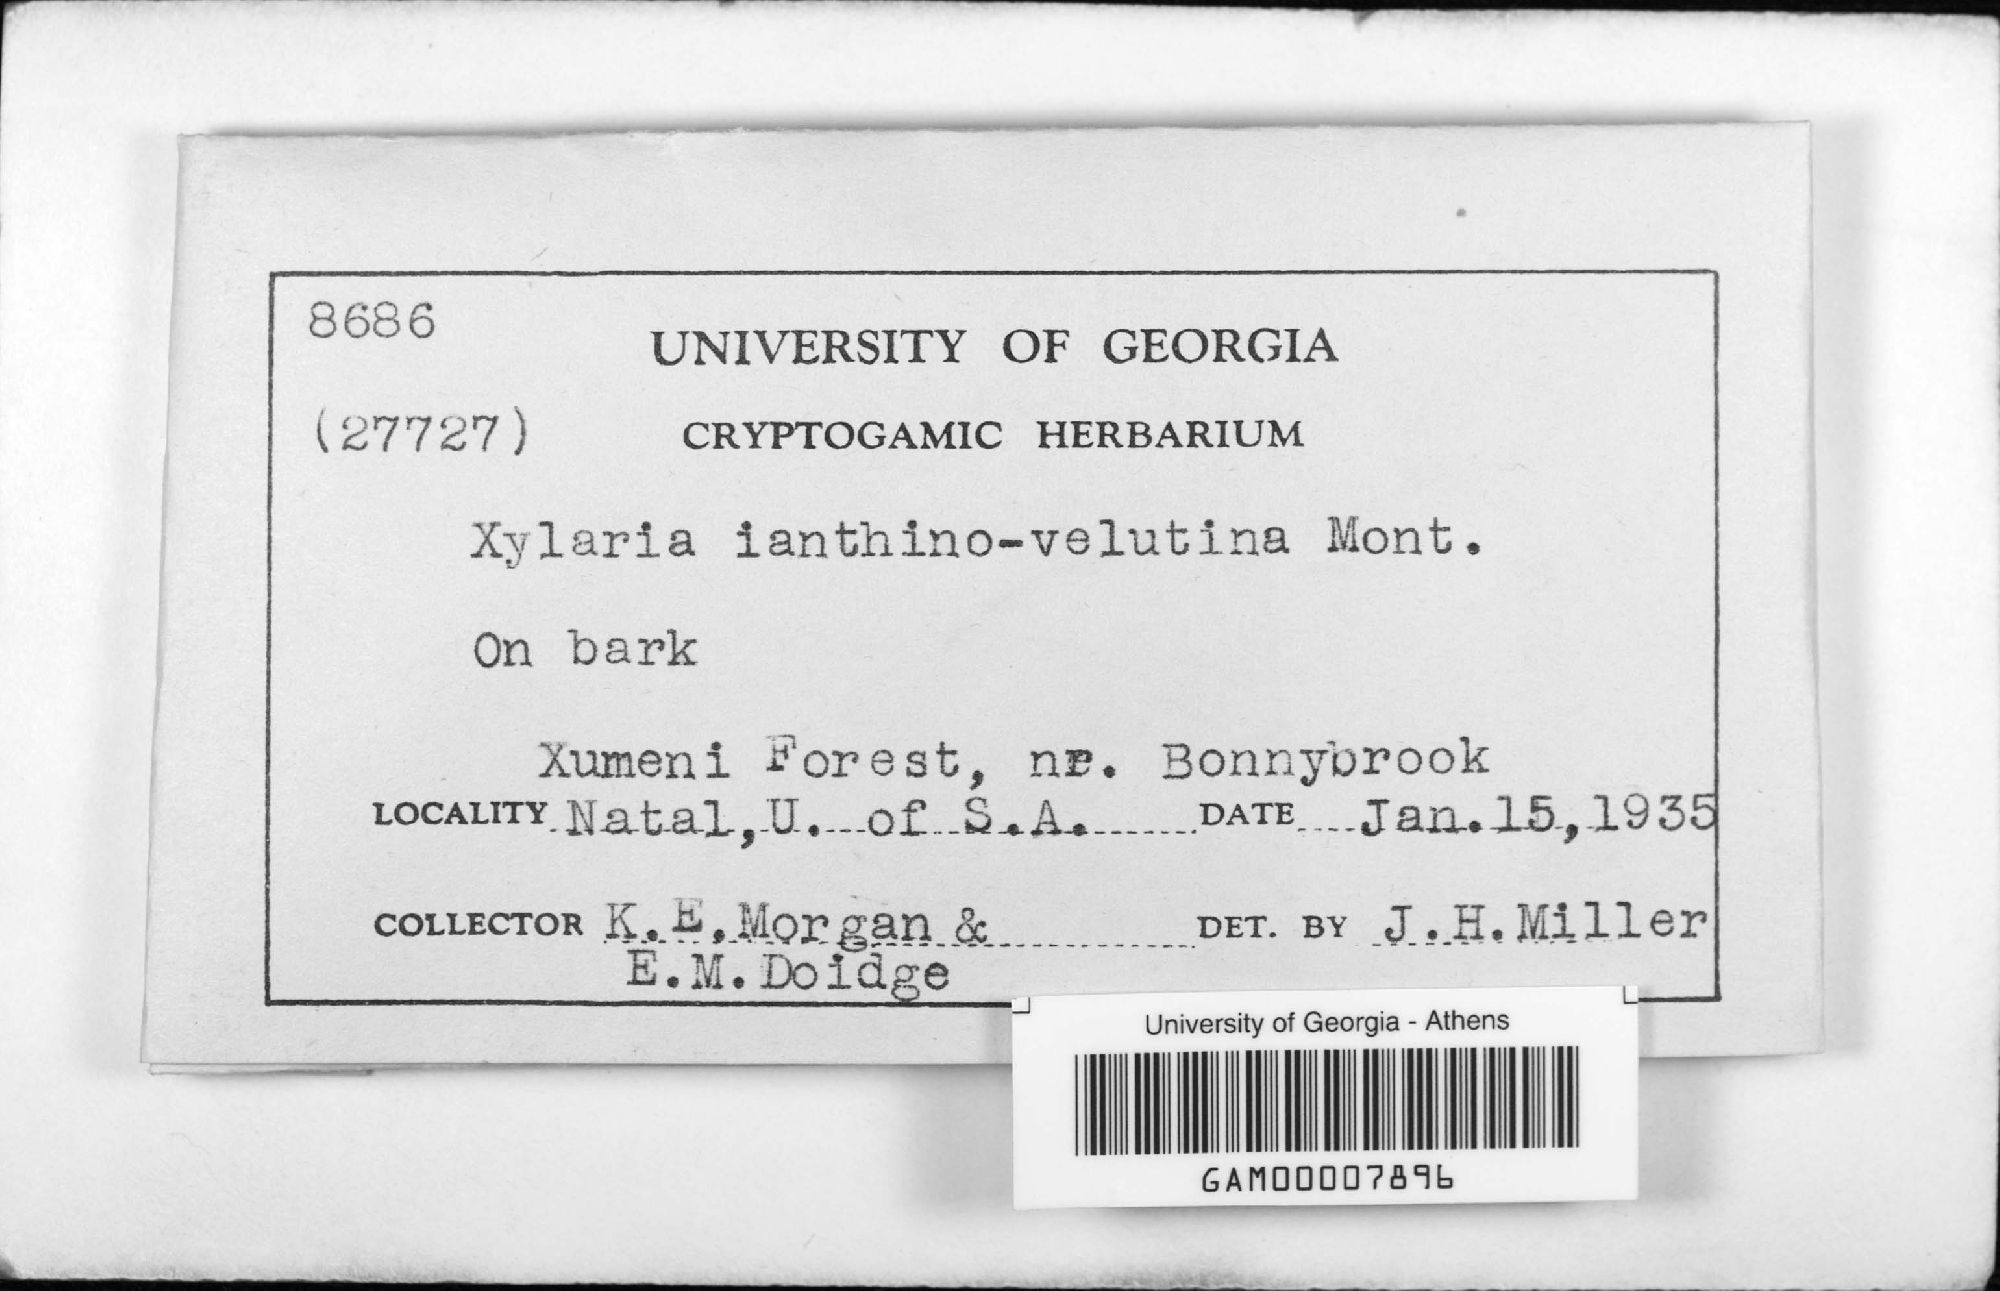 8686
UNIVERSITY OF GEORGIA
(27727)
CRYPTOGAMIC HERBARIUM
Xylaria ianthino-velutina Mont.
On bark
Xumeni Forest, nr. Bonnybrook
LOCALITY Natal,U. of S.A. DATE Jan.15,1935
COLLECTOR K.E.Morgan & DET. BY J.H.Miller
E.M.Doidge
University of Georgia - Athens
GAM00007896